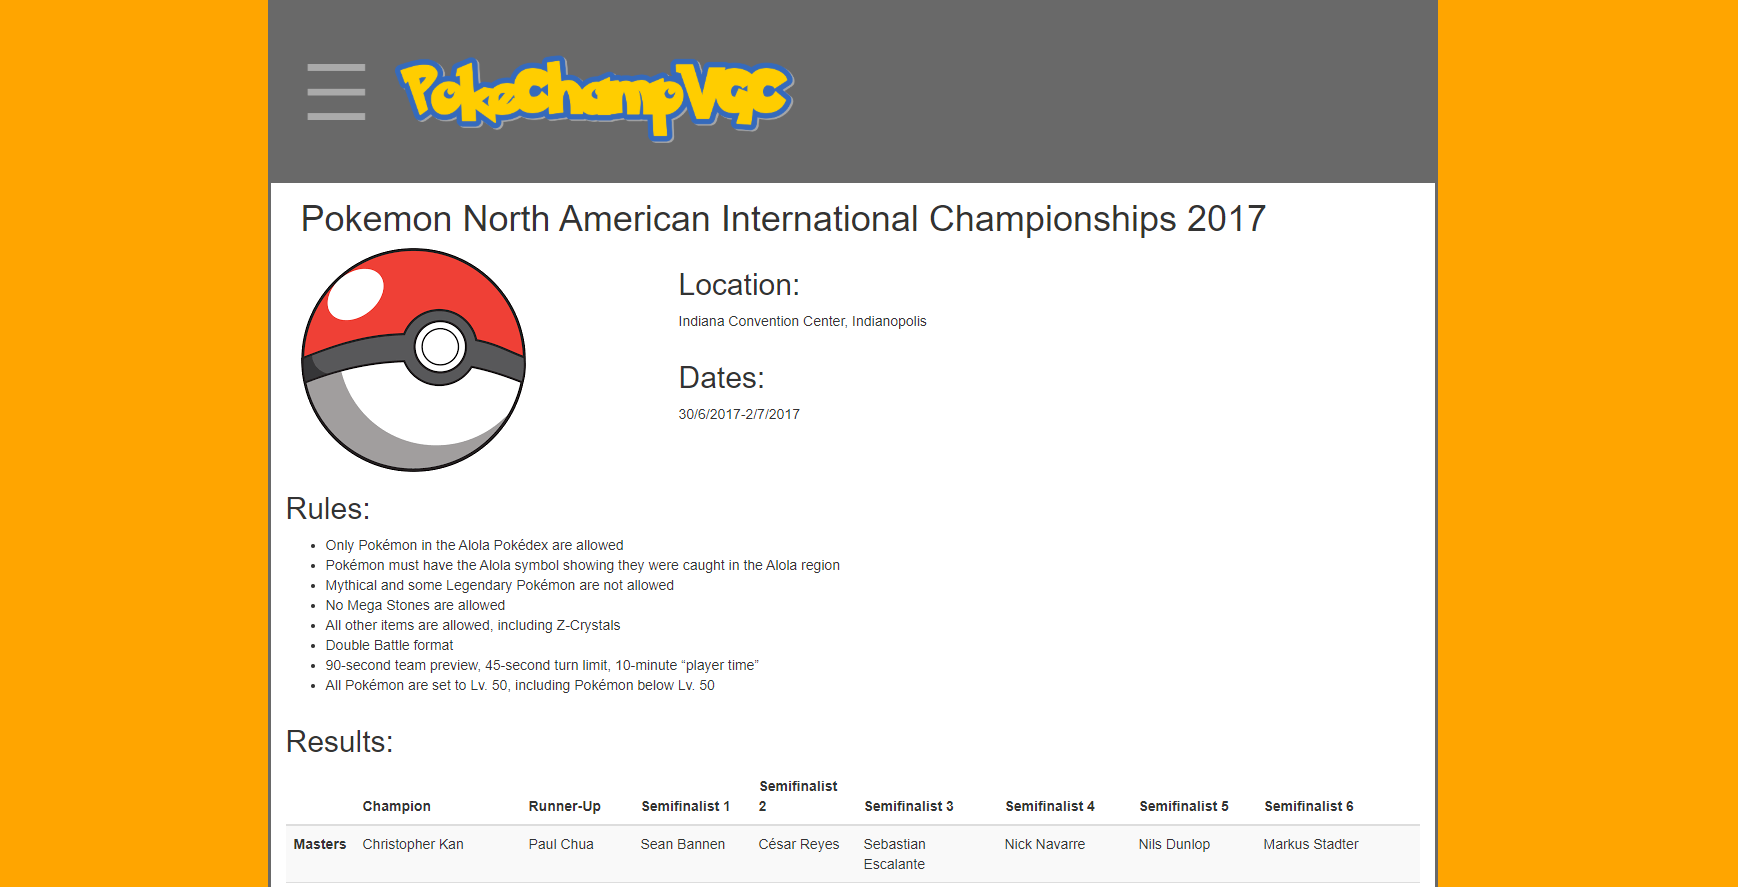 PokeChampVGC
Pokemon North American International Championships 2017
Location:
Indiana Convention Center, Indianopolis
Dates:
30/6/2017-2/7/2017
Rules:
• Only Pokémon in the Alola Pokédex are allowed
• Pokémon must have the Alola symbol showing they were caught in the Alola region
• Mythical and some Legendary Pokémon are not allowed
• No Mega Stones are allowed
• All other items are allowed, including Z-Crystals
• Double Battle format
• 90-second team preview, 45-second turn limit, 10-minute “player time”
• All Pokémon are set to Lv. 50, including Pokémon below Lv. 50
Results:
Champion Runner-Up Semifinalist 1 Semifinalist 2 Semifinalist 3 Semifinalist 4 Semifinalist 5 Semifinalist 6
Masters Christopher Kan Paul Chua Sean Bannen César Reyes Sebastian Escalante Nick Navarre Nils Dunlop Markus Stadter